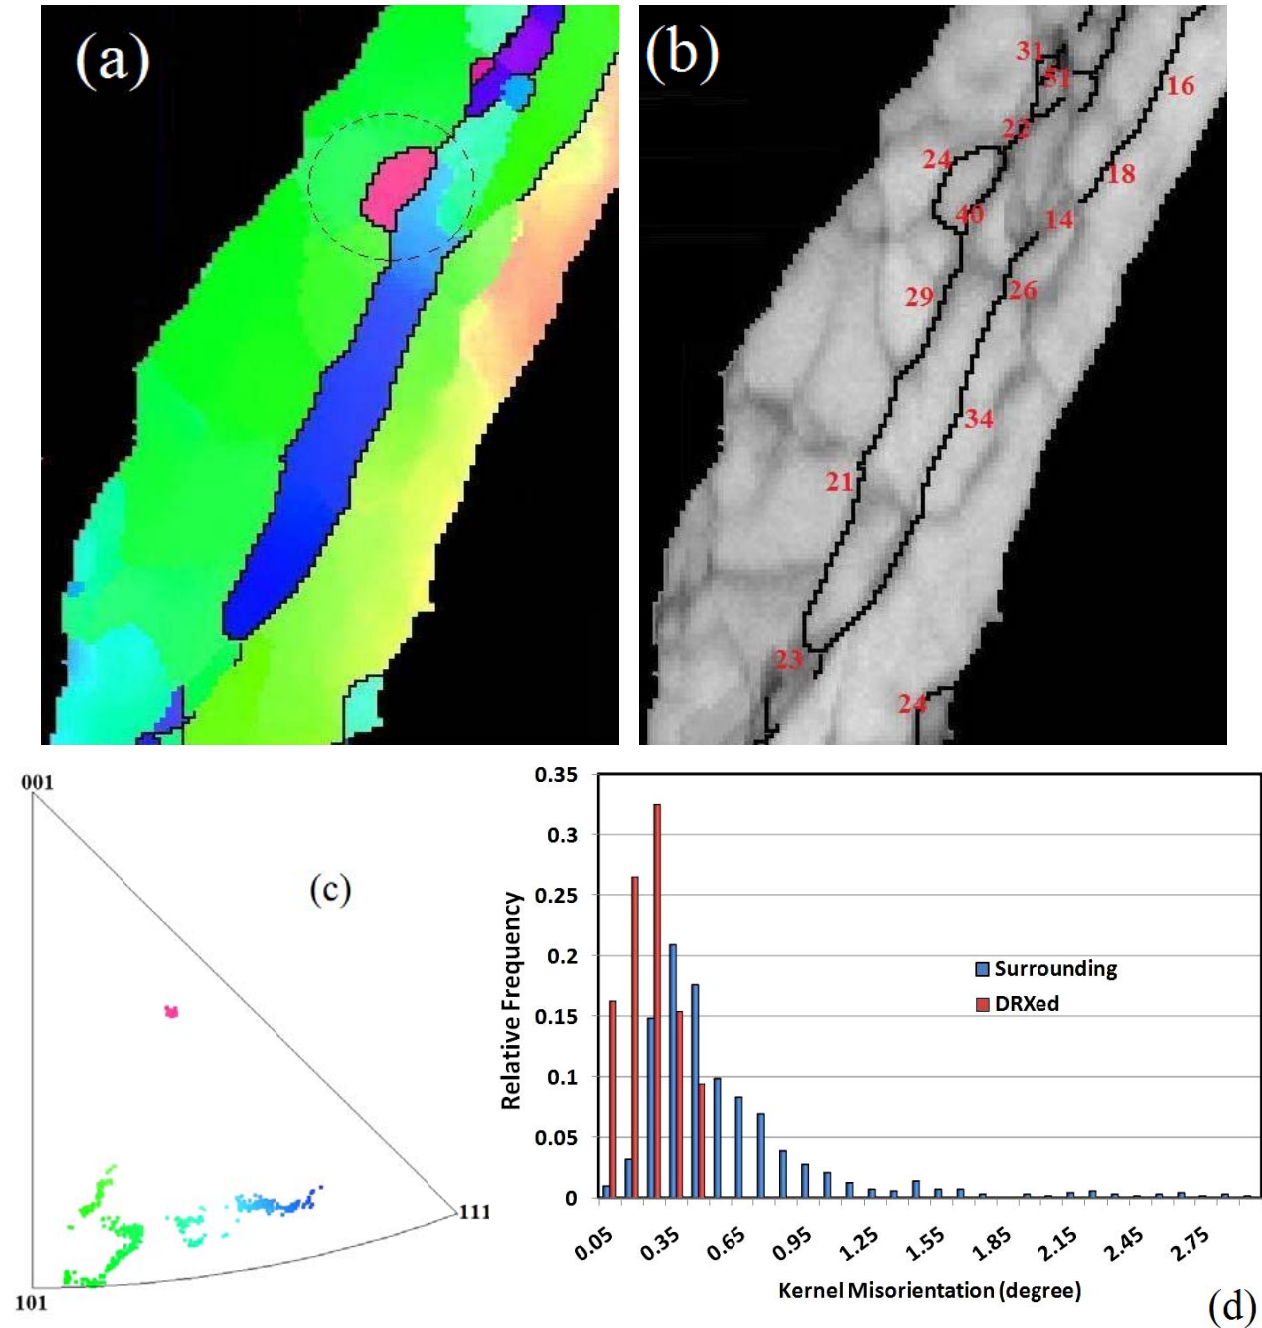 (a)
(b)
31
51
16
22
24
18
40
14
29
26
34
21
23
24
001
(c)
111
101
0.35
0.3
0.25
0.2
0.15
0.1
0.05
0
Relative Frequency
Surrounding
DRXed
0.05 0.35 0.65 0.95 1.25 1.55 1.85 2.15 2.45 2.75
Kernel Misorientation (degree)
(d)